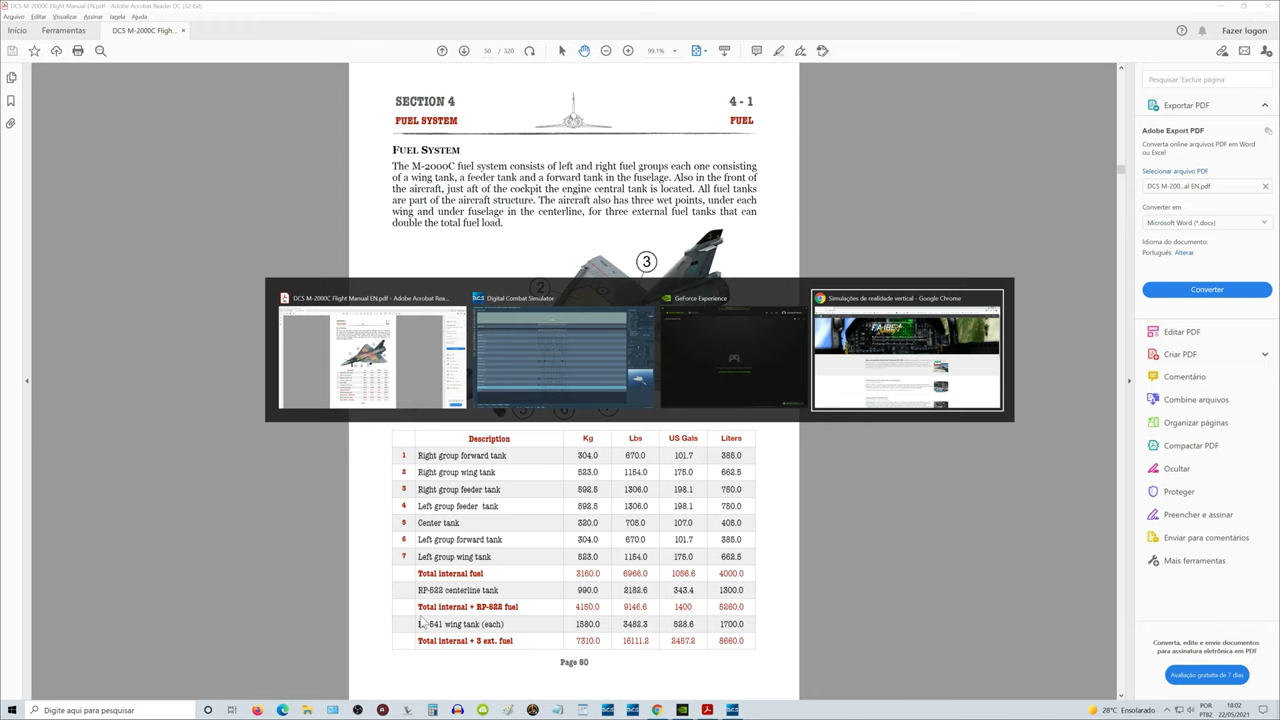 DCS M-2000C Flight Manual EN.pdf - Adobe Acrobat Reader DC (32-bit)
Arquivo Editar Visualizar Assinar Janela Ajuda
Início Ferramentas DCS M-2000C Fligh... × Fazer logon
50 / 320 99,1%
SECTION 4 4 - 1
FUEL SYSTEM FUEL
FUEL SYSTEM
The M-2000C fuel system consists of left and right fuel groups each one consisting
of a wing tank, a feeder tank and a forward tank in the fuselage. Also in the front of
the aircraft, just aft of the cockpit the engine central tank is located. All fuel tanks
are part of the aircraft structure. The aircraft also has three wet points, under each
wing and under fuselage in the centerline, for three external fuel tanks that can
double the total fuel load.
3
2
DCS M-2000C Flight Manual EN.pdf - Adobe Acrobat Rea...
Digital Combat Simulator
GeForce Experience
Simulações de realidade vertical - Google Chrome
Description Kg Lbs US Gals Liters
1 Right group forward tank 304.0 670.0 101.7 385.0
2 Right group wing tank 523.0 1154.0 175.0 662.5
3 Right group feeder tank 592.5 1306.0 198.1 750.0
4 Left group feeder tank 592.5 1306.0 198.1 750.0
5 Center tank 320.0 705.0 107.0 405.0
6 Left group forward tank 304.0 670.0 101.7 385.0
7 Left group wing tank 523.0 1154.0 175.0 662.5
Total internal fuel 3160.0 6966.0 1056.6 4000.0
RP-522 centerline tank 990.0 2182.6 343.4 1300.0
Total internal + RP-522 fuel 4150.0 9146.6 1400 5260.0
wing tank (each) 1580.0 3482.3 528.6 1700.0
Total internal + 3 ext. fuel 7310.0 16111.2 2457.2 8660.0
Page 50
Pesquisar 'Excluir página'
Exportar PDF
Adobe Export PDF
Converta online arquivos PDF em Word
ou Excel
Selecionar arquivo PDF
DCS M-200...al EN.pdf ×
Converter em
Microsoft Word (*.docx)
Idioma do documento:
Português Alterar
Converter
Editar PDF
Criar PDF
Comentário
Combinar arquivos
Organizar páginas
Compactar PDF
Ocultar
Proteger
Preencher e assinar
Enviar para comentários
Mais ferramentas
Converta, edite e envie documentos
para assinatura eletrônica em PDF
Avaliação gratuita de 7 dias
Digite aqui para pesquisar
28°C Ensolarado
POR
PTB2
18:02
22/05/2021